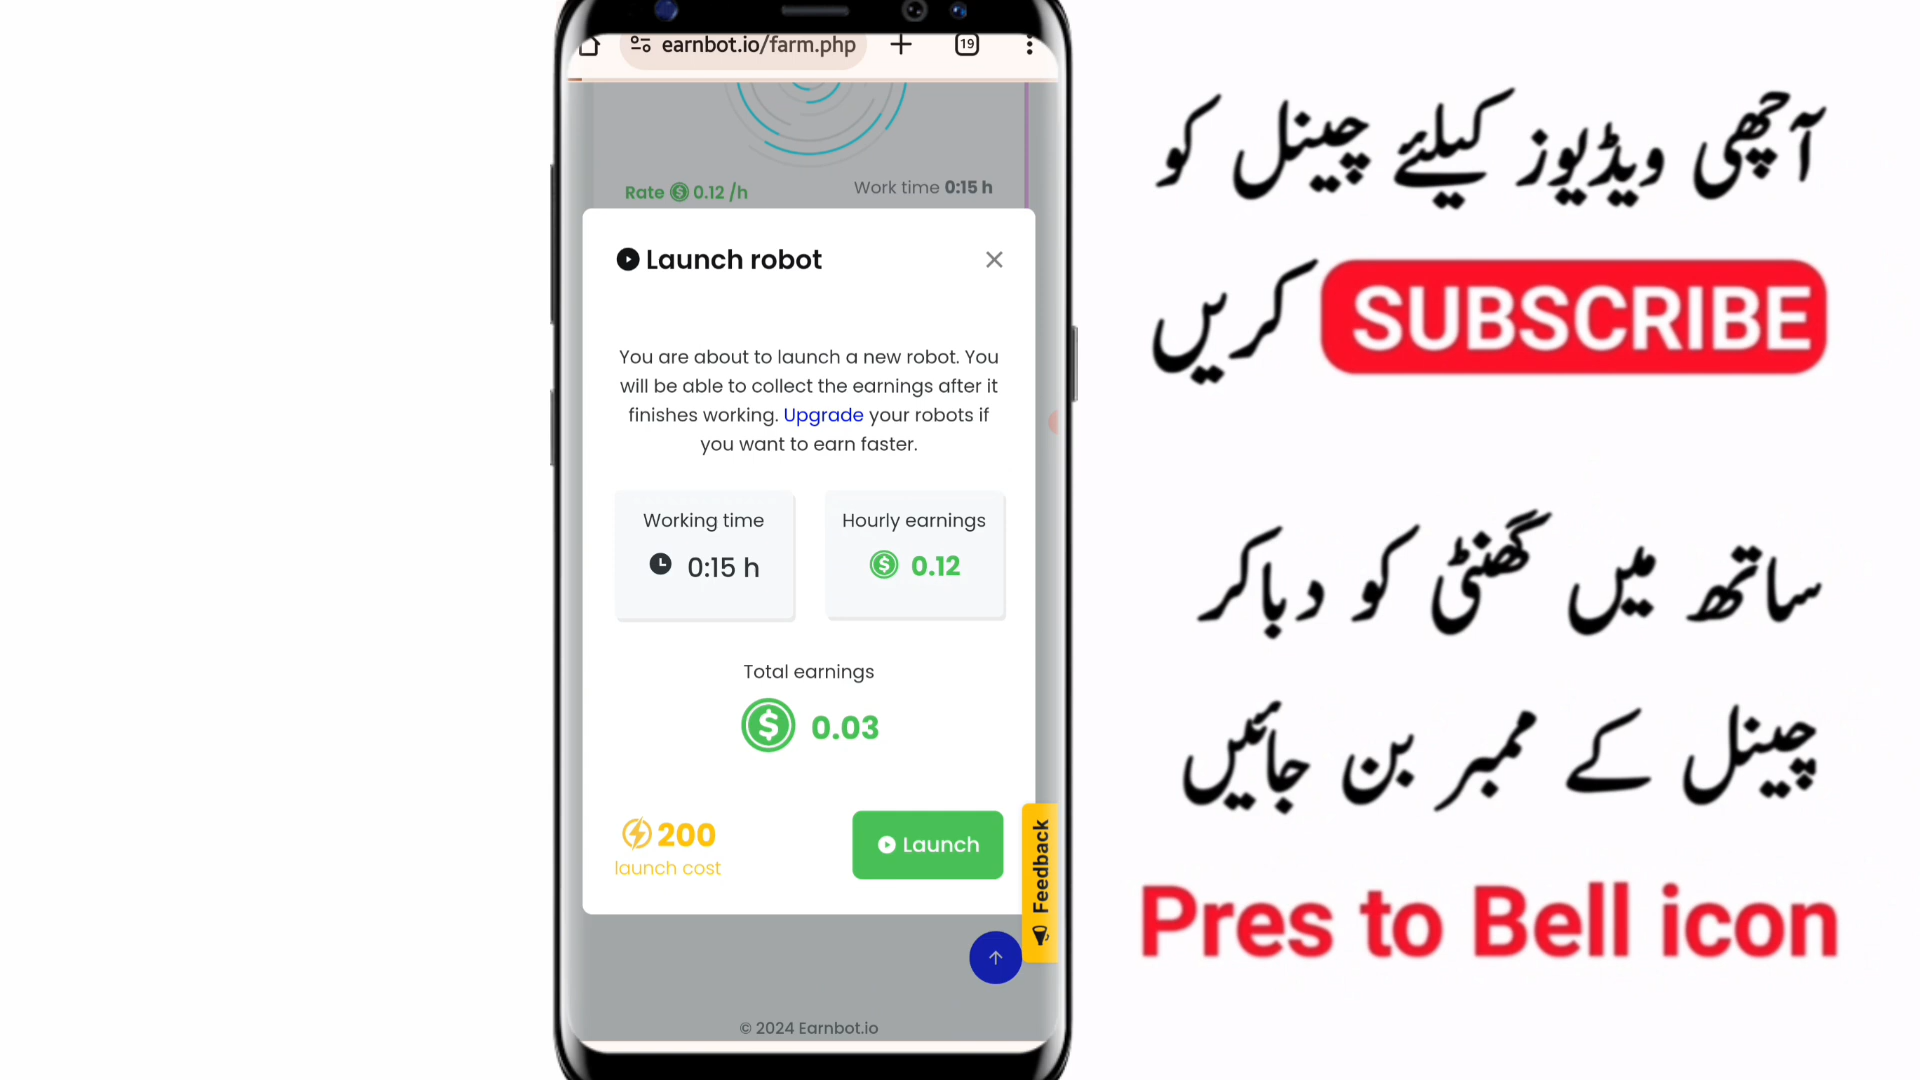 earnbot.io/farm.php
19
Rate 0.12 /h
Work time 0:15 h
Launch robot
You are about to launch a new robot. You
will be able to collect the earnings after it
finishes working. Upgrade your robots if
you want to earn faster.
Working time
0:15 h
Hourly earnings
0.12
Total earnings
0.03
200
launch cost
Launch
Feedback
© 2024 Earnbot.io
آچھی ویڈیوز کیلئے چینل کو
SUBSCRIBE کریں
ساتھ میں گھنٹی کو دباکر
چینل کے ممبر بن جائیں
Pres to Bell icon